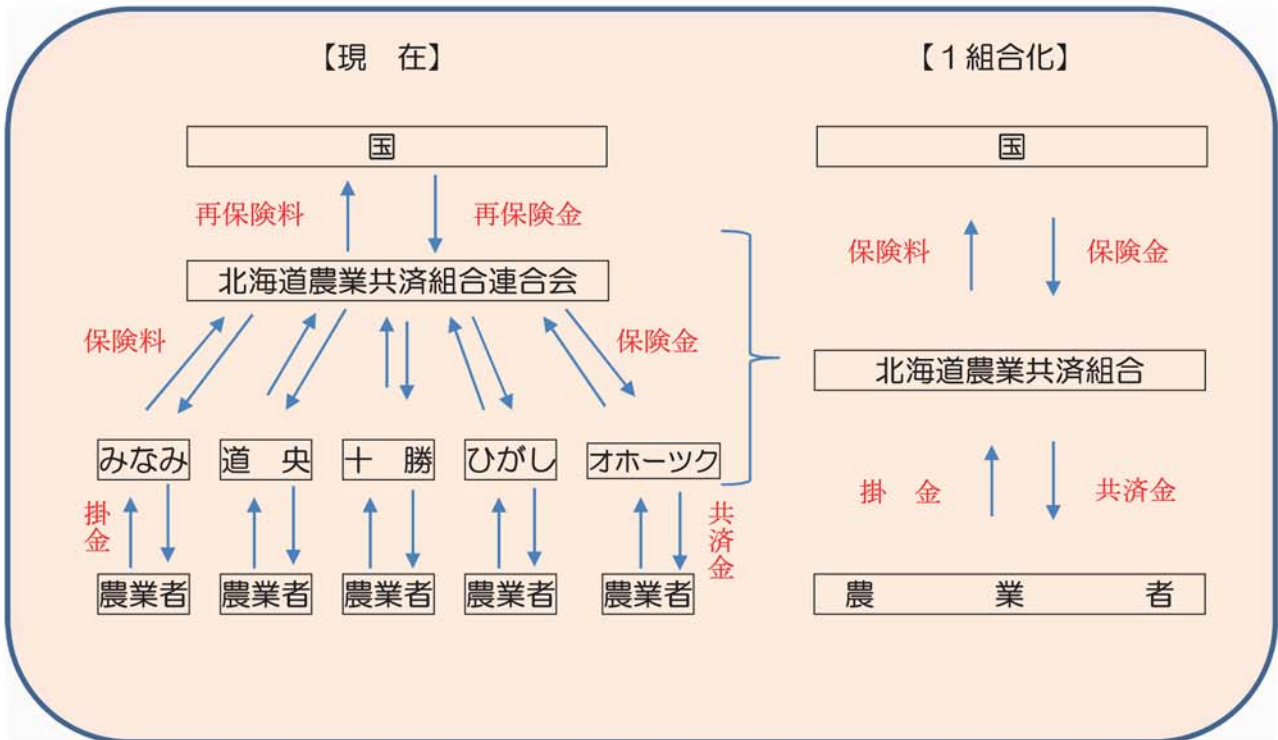 【現　在】
国
再保険料
再保険金
北海道農業共済組合連合会
保険料
保険金
みなみ
道　央
十　勝
ひがし
オホーツク
掛金
共済金
農業者
農業者
農業者
農業者
農業者
【１組合化】
国
保険料
保険金
北海道農業共済組合
掛　金
共済金
農　業　者